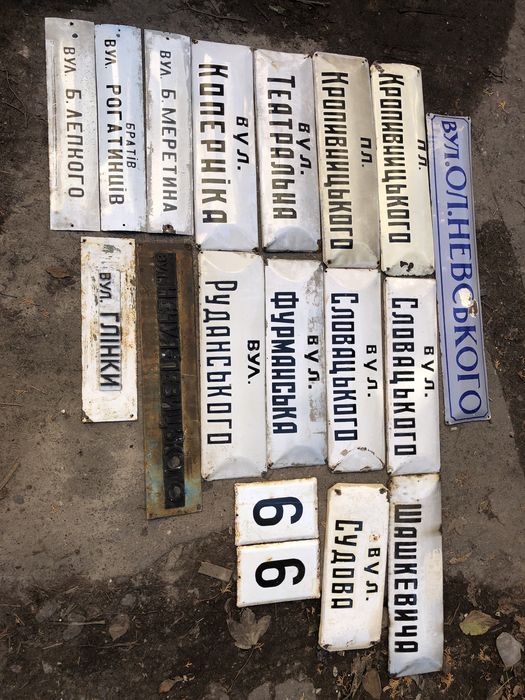 ВУЛ.ОЛ.НЕВСЬКОГО
ПЛ.
КРОПИВНИЦЬКОГО
ВУЛ.
СЛОВАЦЬКОГО
ШАШКЕВИЧА
ПЛ.
КРОПИВНИЦЬКОГО
ВУЛ.
СЛОВАЦЬКОГО
ВУЛ.
СУДОВА
ВУЛ.
ТЕАТРАЛЬНА
ВУЛ.
ФУРМАНСЬКА
6
6
ВУЛ.
КОПЕРНІКА
ВУЛ.
РУДАНСЬКОГО
ВУЛ. Б. МЕРЕТИНА
БРАТІВ
ВУЛ. РОГАТИНЦІВ
ВУЛ. ГЛІНКИ
ВУЛ. Б. ЛЕПКОГО